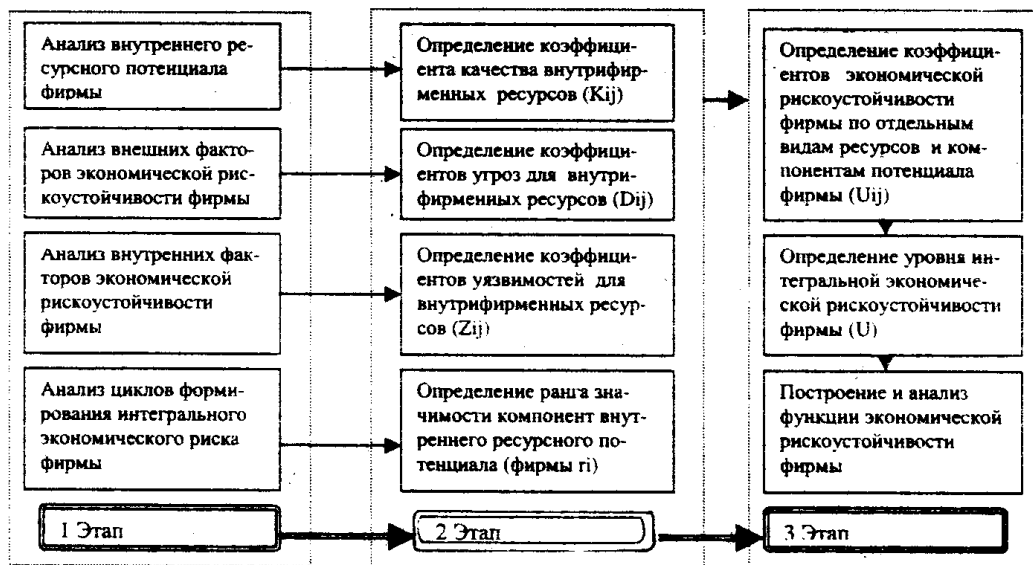 Анализ внутреннего ре-
сурсного потенциала
фирмы
Анализ внешних факто-
ров экономической рис-
коустойчивости фирмы
Анализ внутренних фак-
торов экономической
рискоустойчивости
фирмы
Анализ циклов форми-
рования интегрального
экономического риска
фирмы
1 Этап
Определение коэффици-
ента качества внутрифир-
менных ресурсов (Kij)
Определение коэффици-
ентов угроз для внутри-
фирменных ресурсов (Dij)
Определение коэффици-
ентов уязвимостей для
внутрифирменных ресур-
сов (Zij)
Определение ранга зна-
чимости компонент внут-
реннего ресурсного по-
тенциала (фирмы ri)
2 Этап
Определение коэффици-
ентов экономической
рискоустойчивости
фирмы по отдельным
видам ресурсов и ком-
понентам потенциала
фирмы (Uij)
Определение уровня ин-
тегральной экономиче-
ской рискоустойчивости
фирмы (U)
Построение и анализ
функции экономической
рискоустойчивости
фирмы
3 Этап